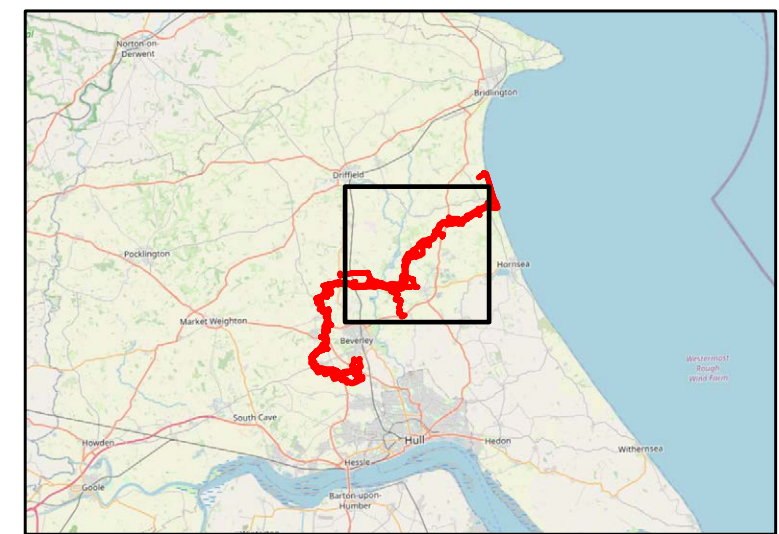 Norton-on-
Derwent
Bridlington
Driffield
Pocklington
Hornsea
Market Weighton
Beverley
Westermost
Rough
Wind Farm
South Cave
Howden
Hull
Hedon
Withernsea
Hessle
Goole
Barton-upon-
Humber